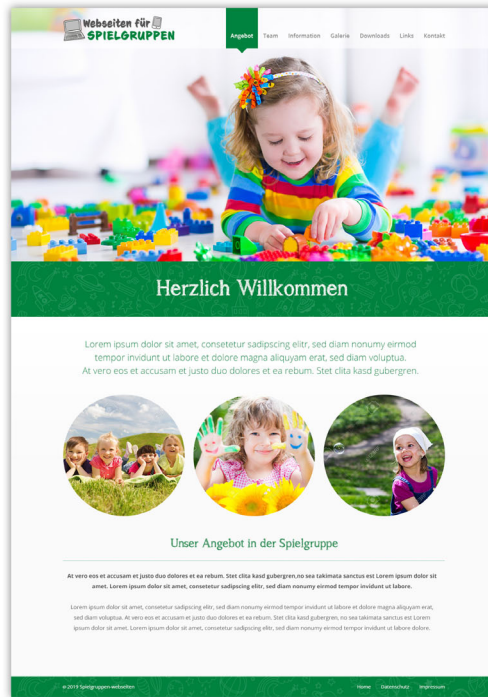 Webseiten für
SPIELGRUPPEN
Angebot Team Information Galerie Downloads Links Kontakt
Herzlich Willkommen
Lorem ipsum dolor sit amet, consetetur sadipscing elitr, sed diam nonumy eirmod
tempor invidunt ut labore et dolore magna aliquyam erat, sed diam voluptua.
At vero eos et accusam et justo duo dolores et ea rebum. Stet clita kasd gubergren.
Unser Angebot in der Spielgruppe
At vero eos et accusam et justo duo dolores et ea rebum. Stet clita kasd gubergren,no sea takimata sanctus est Lorem ipsum dolor sit
amet. Lorem ipsum dolor sit amet, consetetur sadipscing elitr, sed diam nonumy eirmod tempor invidunt ut labore.
Lorem ipsum dolor sit amet, consetetur sadipscing elitr, sed diam nonumy eirmod tempor invidunt ut labore et dolore magna aliquyam erat,
sed diam voluptua. At vero eos et accusam et justo duo dolores et ea rebum. Stet clita kasd gubergren, no sea takimata sanctus est Lorem
ipsum dolor sit amet. Lorem ipsum dolor sit amet, consetetur sadipscing elitr, sed diam nonumy eirmod tempor invidunt ut labore et dolore.
© 2019 Spielgruppen-webseiten Home Datenschutz Impressum